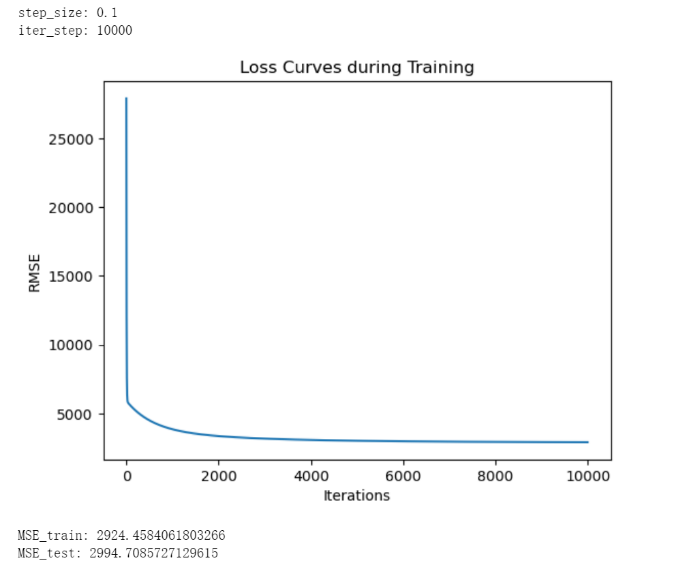 step_size: 0.1
iter_step: 10000
Loss Curves during Training
25000
20000
15000
10000
5000
RMSE
0 2000 4000 6000 8000 10000
Iterations
MSE_train: 2924.4584061803266
MSE_test: 2994.7085727129615